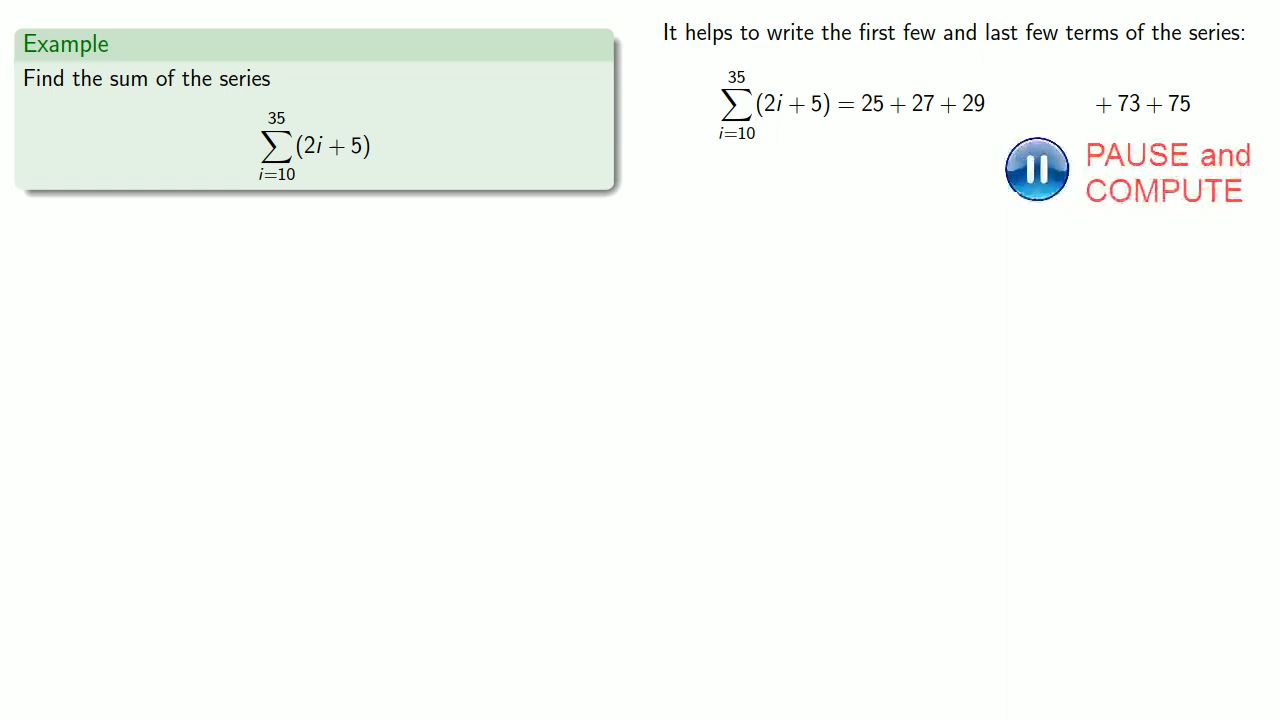 Example
Find the sum of the series
35
∑ (2i + 5)
i=10
It helps to write the first few and last few terms of the series:
35
∑ (2i + 5) = 25 + 27 + 29 + 73 + 75
i=10
PAUSE and
COMPUTE